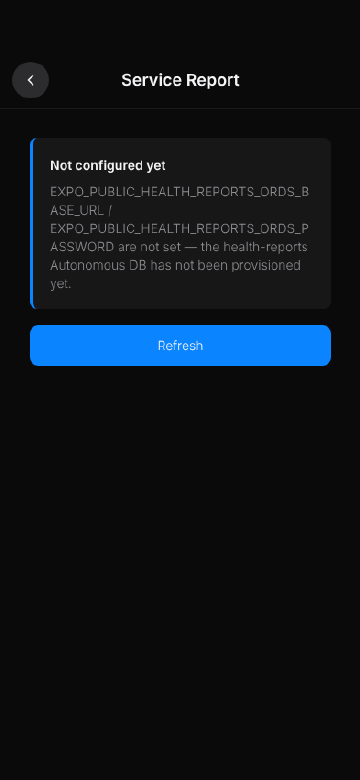 Service Report
Not configured yet
EXPO_PUBLIC_HEALTH_REPORTS_ORDS_B
ASE_URL /
EXPO_PUBLIC_HEALTH_REPORTS_ORDS_P
ASSWORD are not set — the health-reports
Autonomous DB has not been provisioned
yet.
Refresh